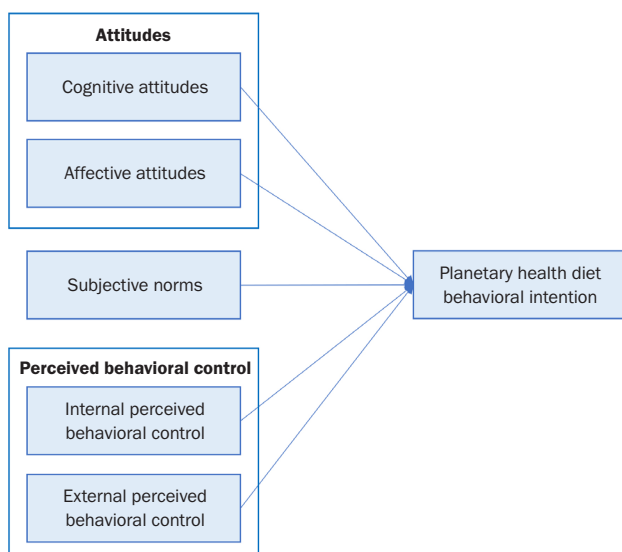 Attitudes
Cognitive attitudes
Affective attitudes
Subjective norms
Planetary health diet
behavioral intention
Perceived behavioral control
Internal perceived
behavioral control
External perceived
behavioral control